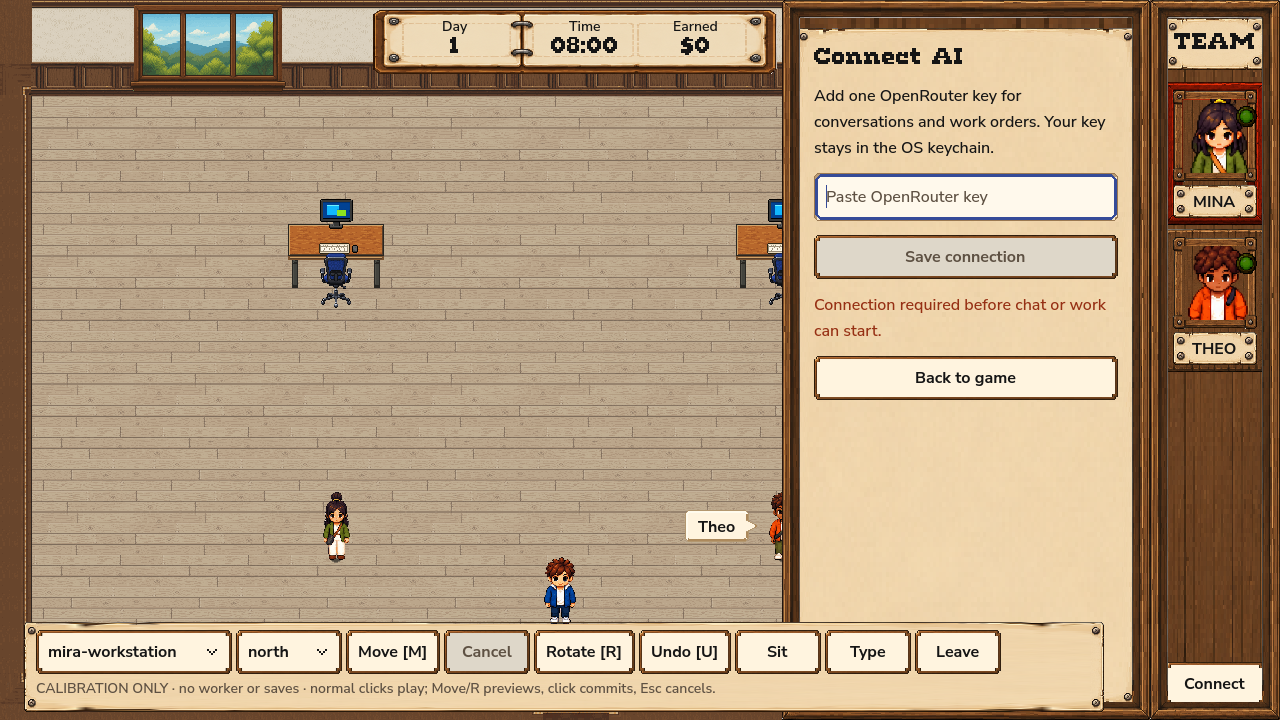 Day
1
Time
08:00
Earned
$0
Connect AI
Add one OpenRouter key for
conversations and work orders. Your key
stays in the OS keychain.
Paste OpenRouter key
Save connection
Connection required before chat or work
can start.
Back to game
TEAM
MINA
THEO
Connect
Theo
mira-workstation
north
Move [M]
Cancel
Rotate [R]
Undo [U]
Sit
Type
Leave
CALIBRATION ONLY · no worker or saves · normal clicks play; Move/R previews, click commits, Esc cancels.